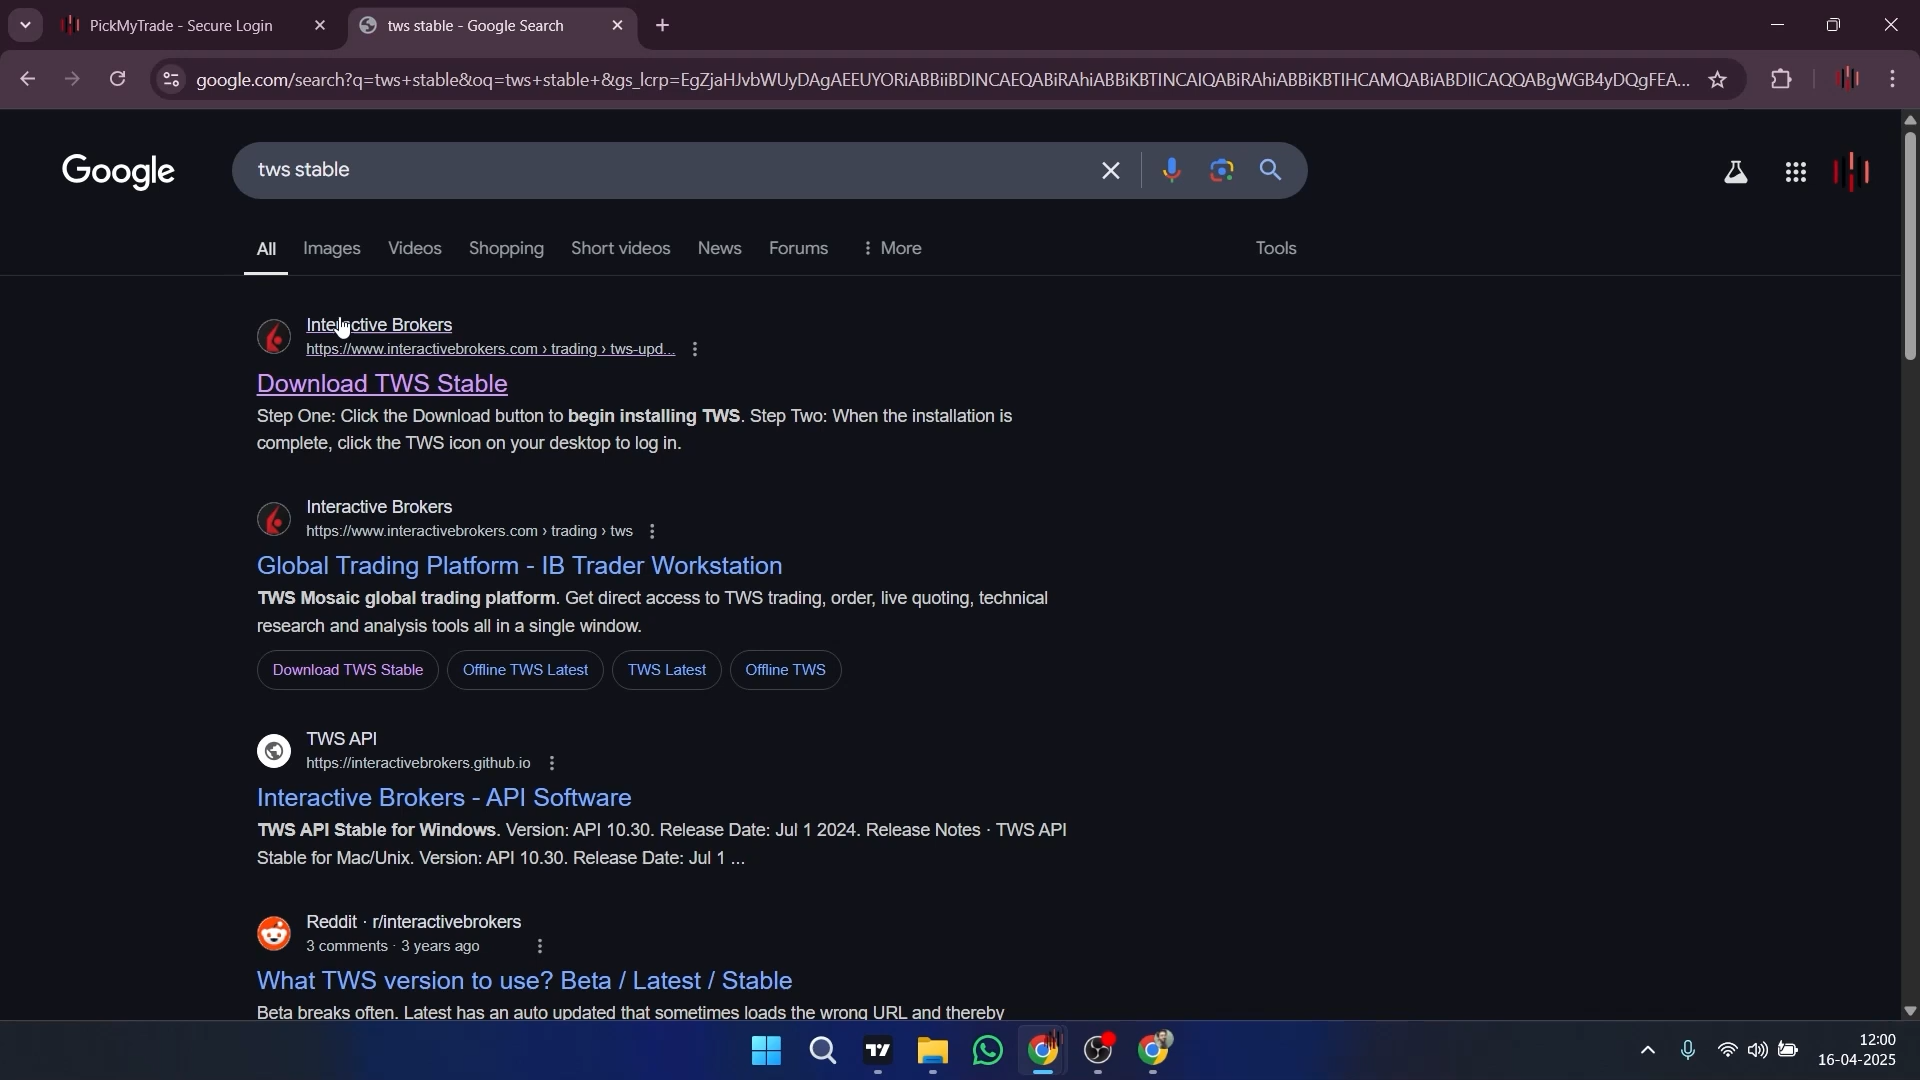 PickMyTrade - Secure Login
tws stable - Google Search
google.com/search?q=tws+stable&oq=tws+stable+&gs_lcrp=EgZjaHJvbWUyDAgAEEUYORiABBiiBDINCAEQABiRAhiABBiKBTINCAIQABiRAhiABBiKBTIHCAMQABiABDIICAQQABgWGB4yDQgFEA...
Google
tws stable
All Images Videos Shopping Short videos News Forums More Tools
Interactive Brokers
https://www.interactivebrokers.com › trading › tws-upd...
Download TWS Stable
Step One: Click the Download button to begin installing TWS. Step Two: When the installation is
complete, click the TWS icon on your desktop to log in.
Interactive Brokers
https://www.interactivebrokers.com › trading › tws
Global Trading Platform - IB Trader Workstation
TWS Mosaic global trading platform. Get direct access to TWS trading, order, live quoting, technical
research and analysis tools all in a single window.
Download TWS Stable Offline TWS Latest TWS Latest Offline TWS
TWS API
https://interactivebrokers.github.io
Interactive Brokers - API Software
TWS API Stable for Windows. Version: API 10.30. Release Date: Jul 1 2024. Release Notes · TWS API
Stable for Mac/Unix. Version: API 10.30. Release Date: Jul 1 ...
Reddit · r/interactivebrokers
3 comments · 3 years ago
What TWS version to use? Beta / Latest / Stable
Beta breaks often. Latest has an auto updated that sometimes loads the wrong URL and thereby
12:00
16-04-2025